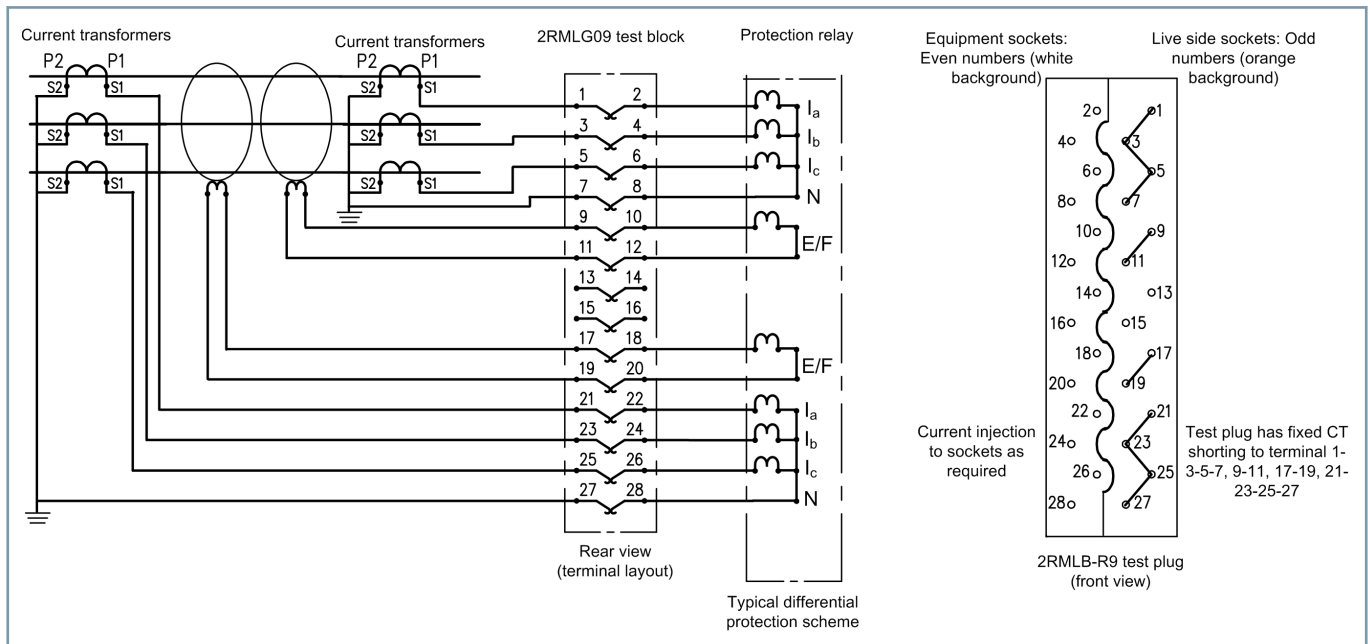 Current transformers
P2 P1
S2 S1
S2 S1
S2 S1
Current transformers
P2 P1
S2 S1
S2 S1
S2 S1
2RMLG09 test block
1 2
3 4
5 6
7 8
9 10
11 12
13 14
15 16
17 18
19 20
21 22
23 24
25 26
27 28
Rear view
(terminal layout)
Protection relay
Ia
Ib
Ic
N
E/F
E/F
Ia
Ib
Ic
N
Typical differential
protection scheme
Equipment sockets:
Even numbers (white
background)
Live side sockets: Odd
numbers (orange
background)
2 1
4 3
6 5
8 7
10 9
12 11
14 13
16 15
18 17
20 19
22 21
24 23
26 25
28 27
Current injection
to sockets as
required
Test plug has fixed CT
shorting to terminal 1-
3-5-7, 9-11, 17-19, 21-
23-25-27
2RMLB-R9 test plug
(front view)